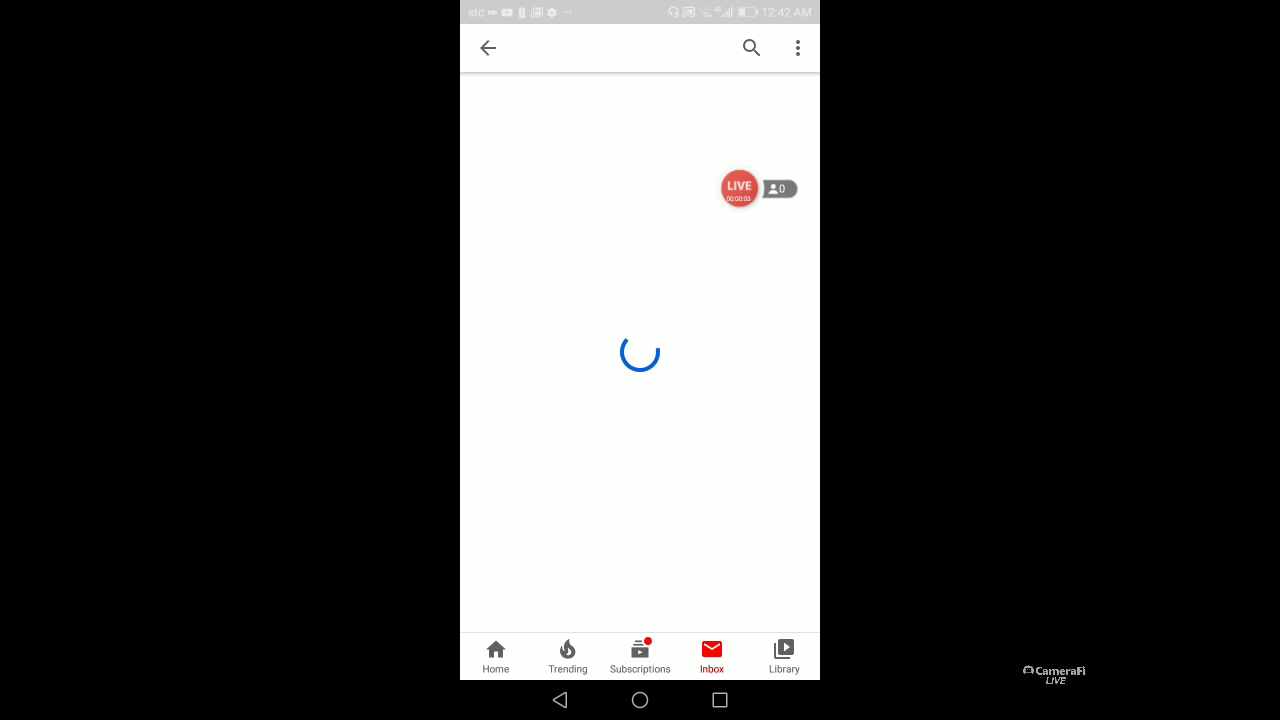 stc 12:42 AM
LIVE
00:00:03
0
Home Trending Subscriptions Inbox Library
CameraFi
LIVE